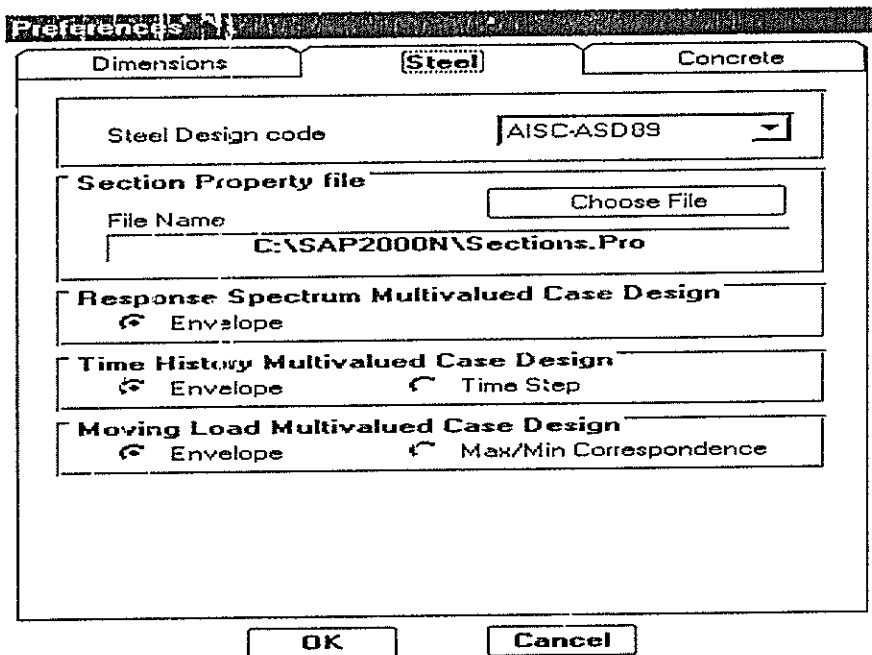 Preferences
Dimensions Steel Concrete
Steel Design code AISC-ASD89
Section Property file
Choose File
File Name
C:\SAP2000N\Sections.Pro
Response Spectrum Multivalued Case Design
Envelope
Time History Multivalued Case Design
Envelope Time Step
Moving Load Multivalued Case Design
Envelope Max/Min Correspondence
OK Cancel